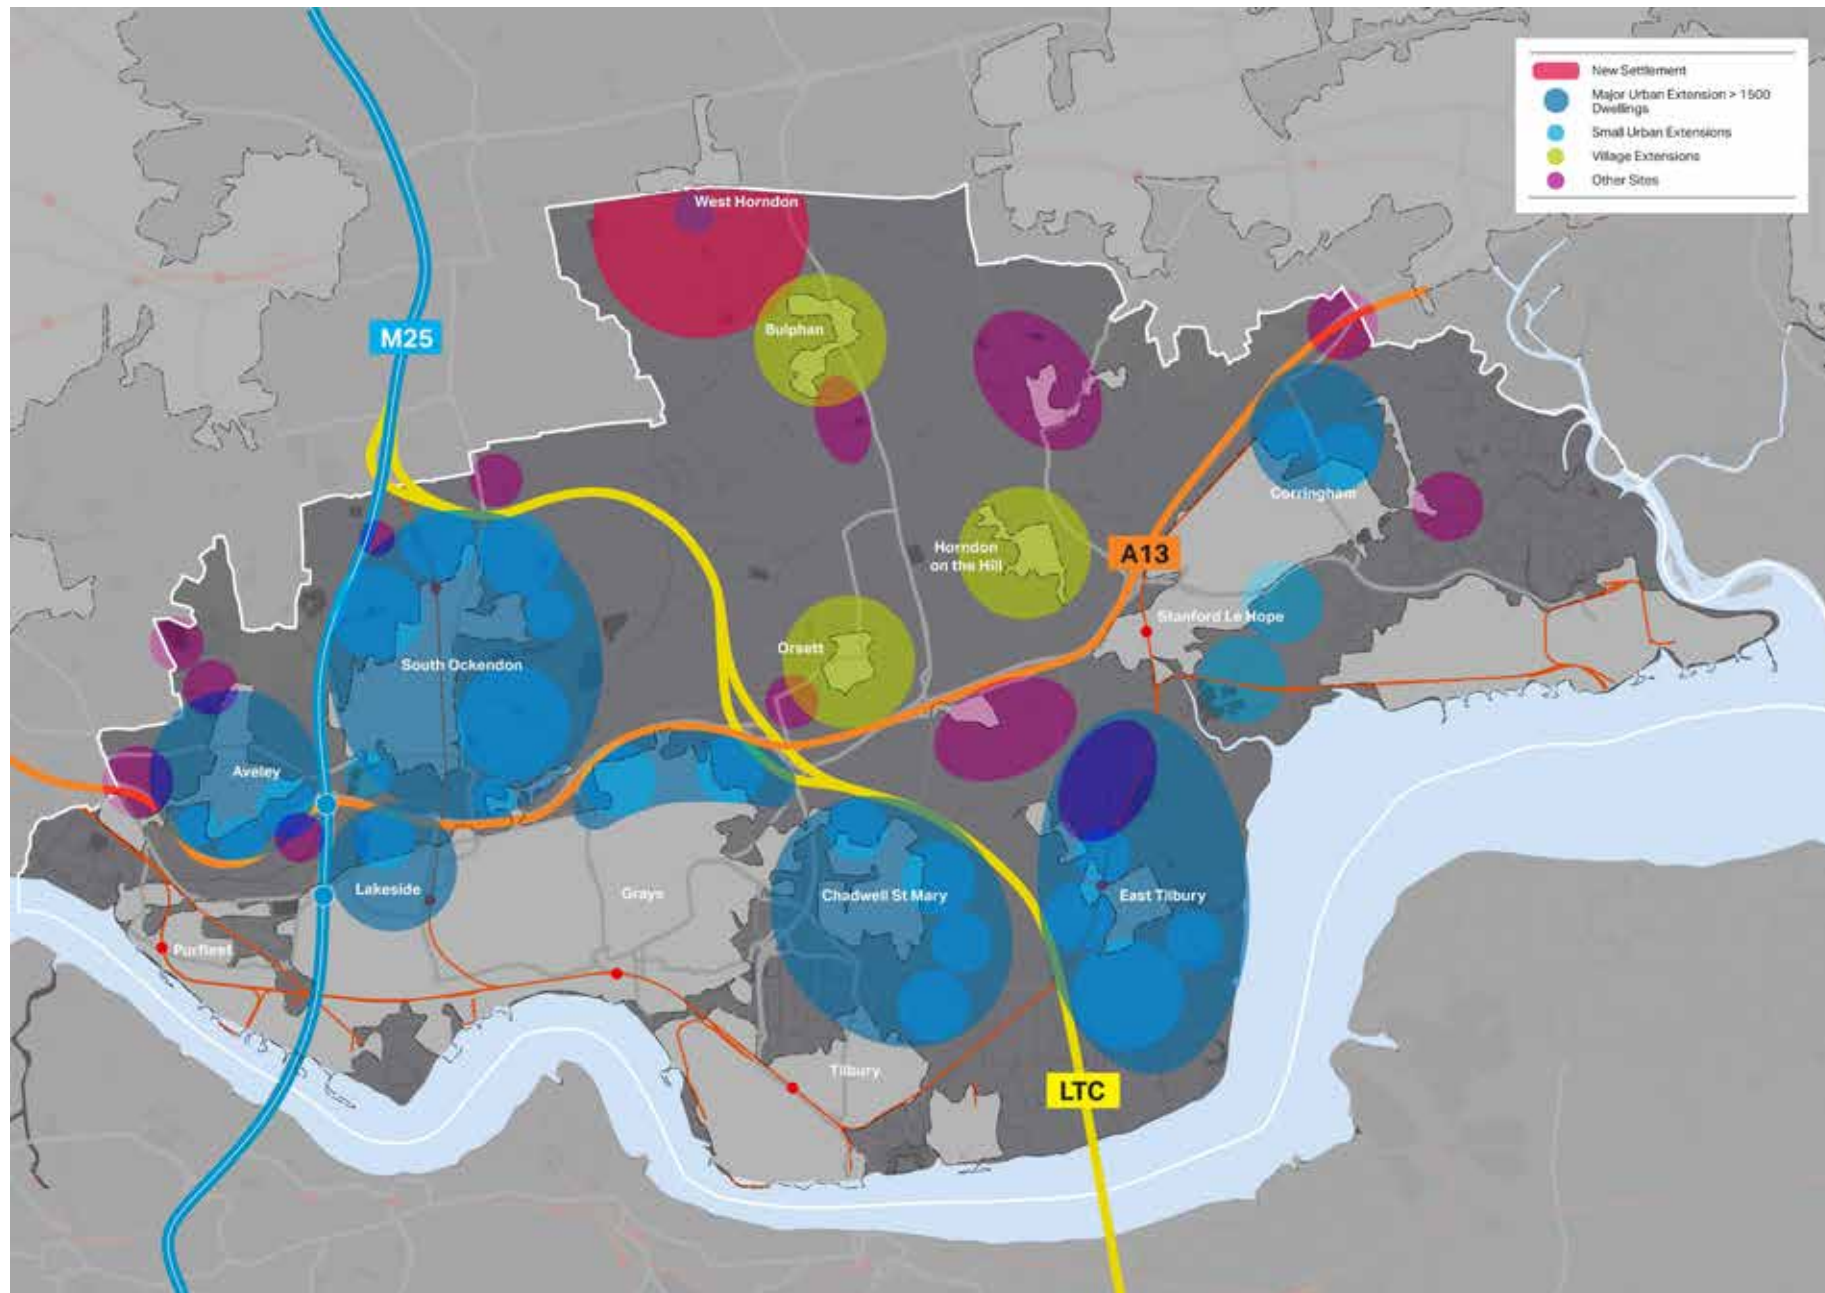 New Settlement
Major Urban Extension > 1500
Dwellings
Small Urban Extensions
Village Extensions
Other Sites
West Horndon
M25
Bulphan
Corringham
Horndon
on the Hill
A13
Stanford Le Hope
Orsett
South Ockendon
Aveley
Lakeside
Grays
Chadwell St Mary
East Tilbury
Purfleet
Tilbury
LTC